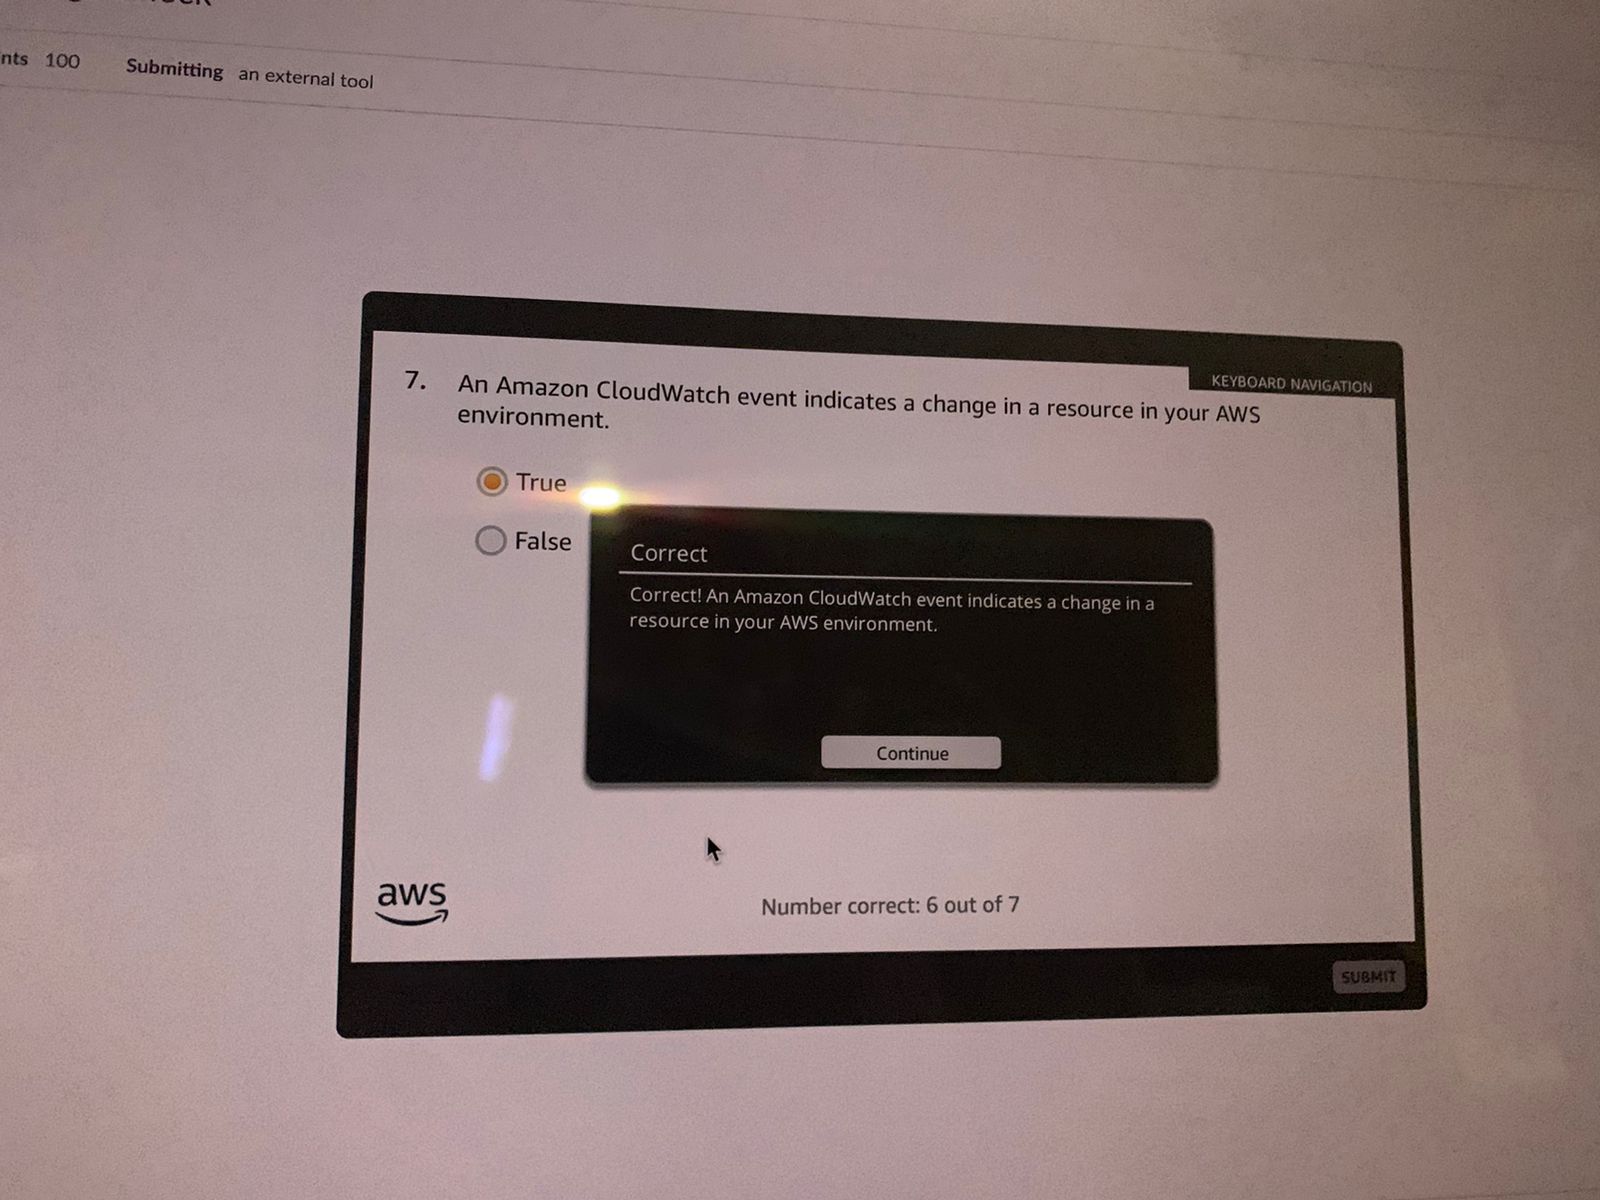 nts 100 Submitting an external tool
KEYBOARD NAVIGATION
7. An Amazon CloudWatch event indicates a change in a resource in your AWS
environment.
True
False
Correct
Correct! An Amazon CloudWatch event indicates a change in a
resource in your AWS environment.
Continue
aws
Number correct: 6 out of 7
SUBMIT